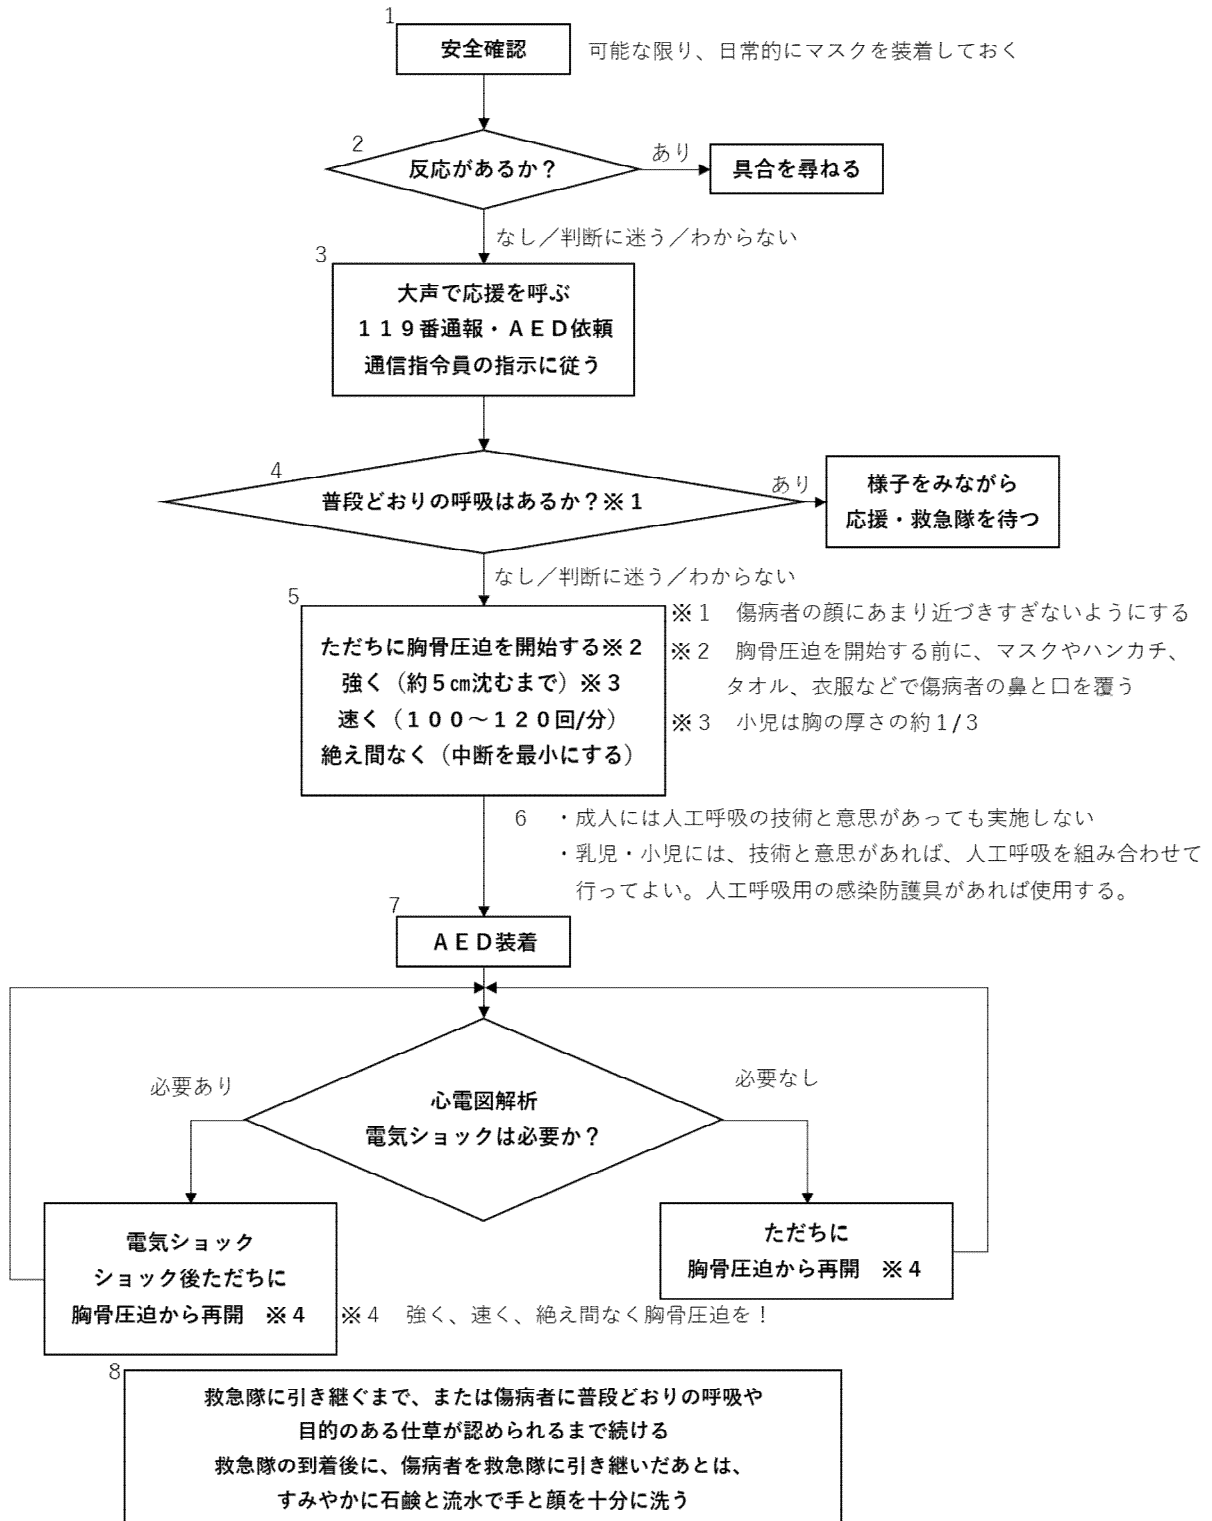 1
安全確認
可能な限り、日常的にマスクを装着しておく
2
反応があるか？
あり
具合を尋ねる
なし／判断に迷う／わからない
3
大声で応援を呼ぶ
１１９番通報・ＡＥＤ依頼
通信指令員の指示に従う
4
普段どおりの呼吸はあるか？※１
あり
様子をみながら
応援・救急隊を待つ
なし／判断に迷う／わからない
5
ただちに胸骨圧迫を開始する※２
強く（約５㎝沈むまで）※３
速く（１００～１２０回/分）
絶え間なく（中断を最小にする）
※１　傷病者の顔にあまり近づきすぎないようにする
※２　胸骨圧迫を開始する前に、マスクやハンカチ、
タオル、衣服などで傷病者の鼻と口を覆う
※３　小児は胸の厚さの約１/３
6　・成人には人工呼吸の技術と意思があっても実施しない
・乳児・小児には、技術と意思があれば、人工呼吸を組み合わせて
行ってよい。人工呼吸用の感染防護具があれば使用する。
7
ＡＥＤ装着
必要あり
必要なし
心電図解析
電気ショックは必要か？
電気ショック
ショック後ただちに
胸骨圧迫から再開　※４
ただちに
胸骨圧迫から再開　※４
※４　強く、速く、絶え間なく胸骨圧迫を！
8
救急隊に引き継ぐまで、または傷病者に普段どおりの呼吸や
目的のある仕草が認められるまで続ける
救急隊の到着後に、傷病者を救急隊に引き継いだあとは、
すみやかに石鹸と流水で手と顔を十分に洗う